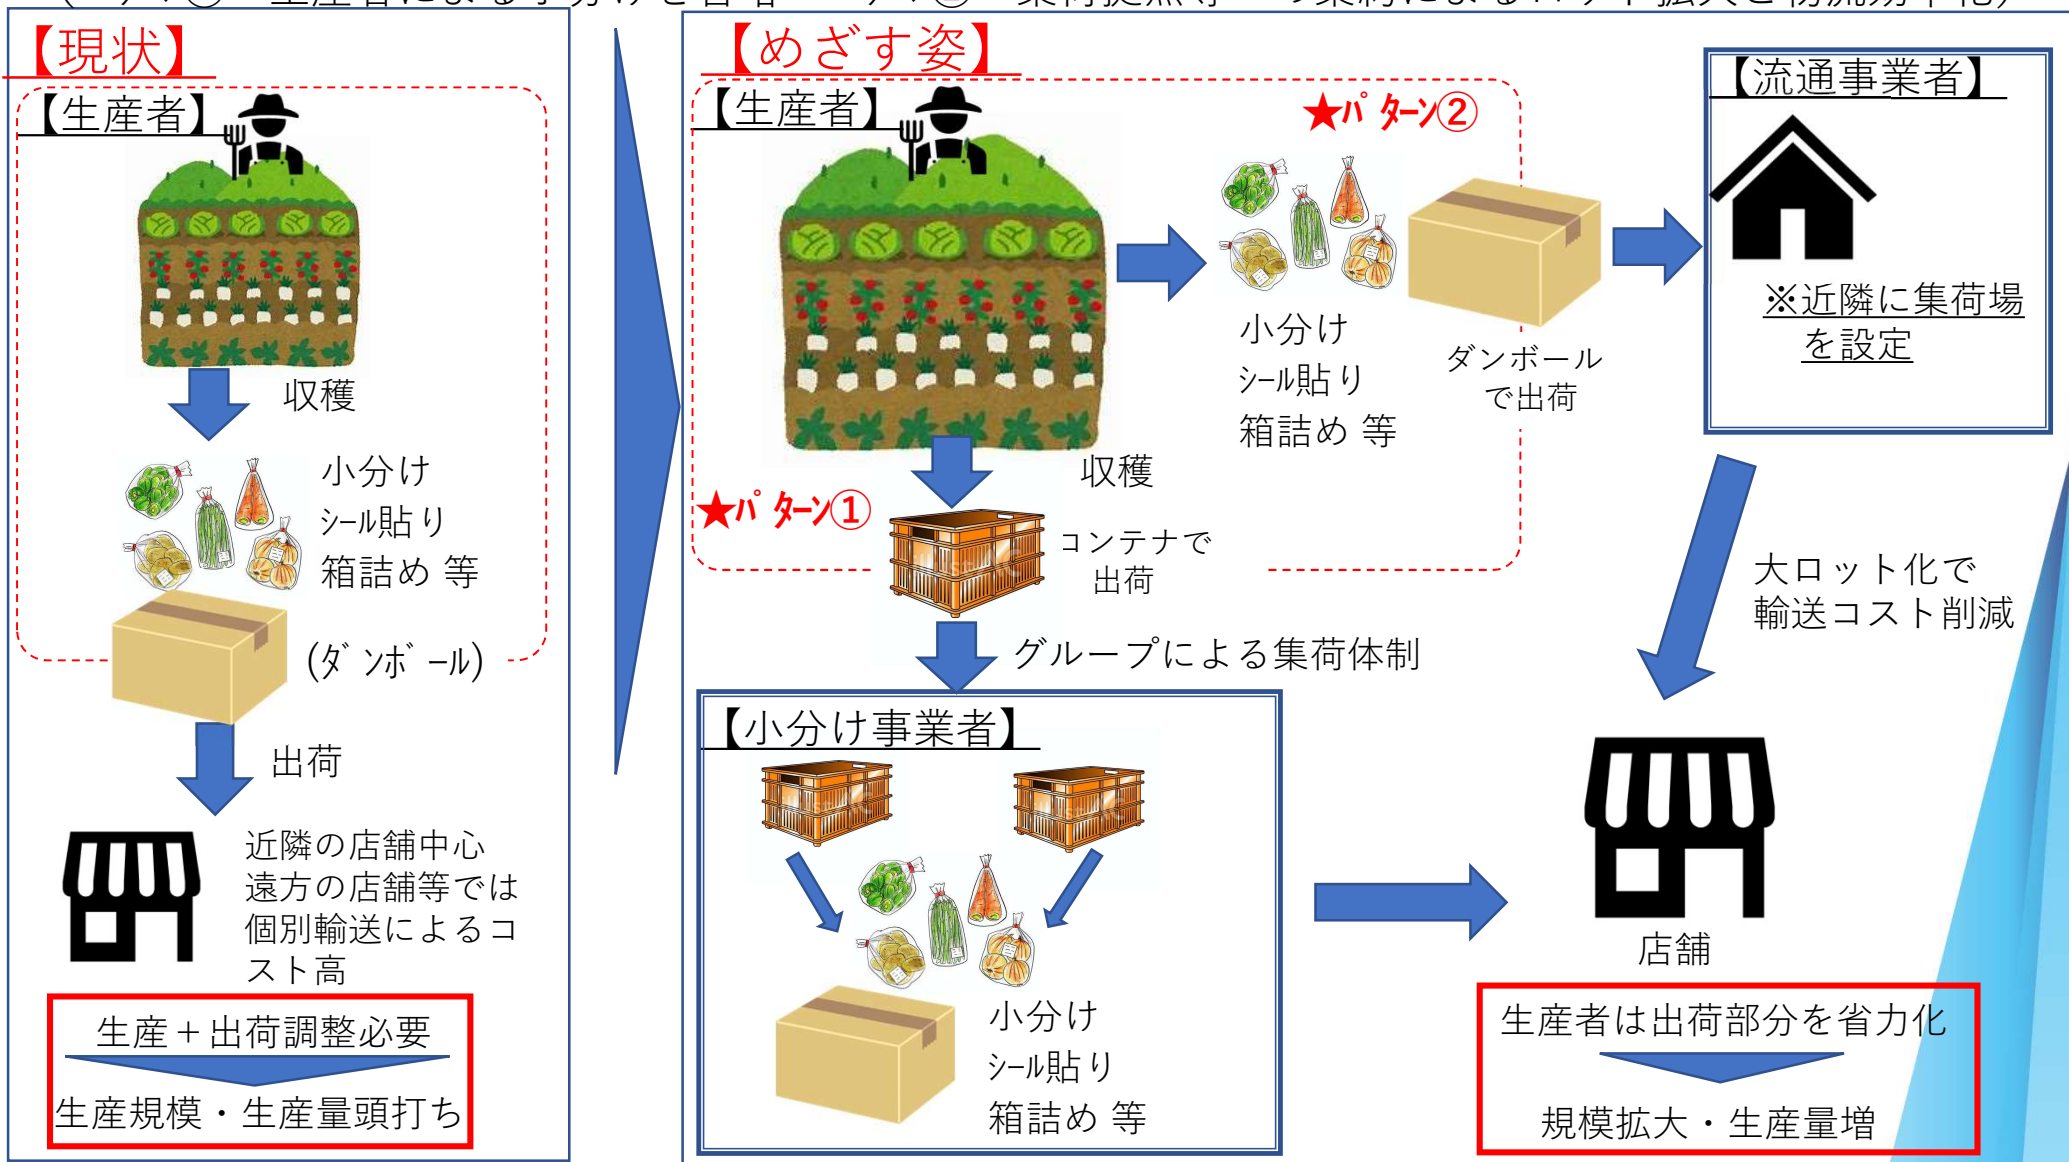 【現状】
【生産者】
収穫
小分け
シール貼り
箱詰め 等
(ダンボール)
出荷
近隣の店舗中心
遠方の店舗等では
個別輸送によるコ
スト高
生産＋出荷調整必要
生産規模・生産量頭打ち
【めざす姿】
【生産者】
★パターン②
小分け
シール貼り
箱詰め 等
ダンボール
で出荷
【流通事業者】
※近隣に集荷場
を設定
収穫
★パターン①
コンテナで
出荷
グループによる集荷体制
大ロット化で
輸送コスト削減
【小分け事業者】
小分け
シール貼り
箱詰め 等
店舗
生産者は出荷部分を省力化
規模拡大・生産量増